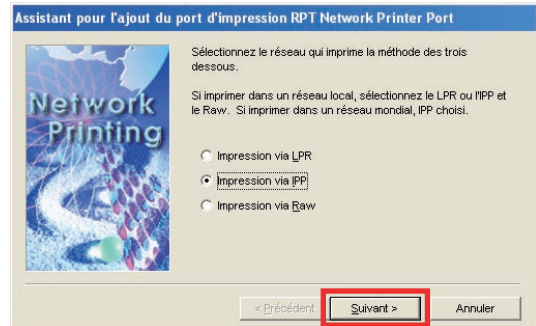 Assistant pour l'ajout du port d'impression RPT Network Printer Port
Network
Printing
Sélectionnez le réseau qui imprime la méthode des trois
dessous.
Si imprimer dans un réseau local, sélectionnez le LPR ou l'IPP et
le Raw. Si imprimer dans un réseau mondial, IPP choisi.
Impression via LPR
Impression via IPP
Impression via Raw
< Précédent
Suivant >
Annuler